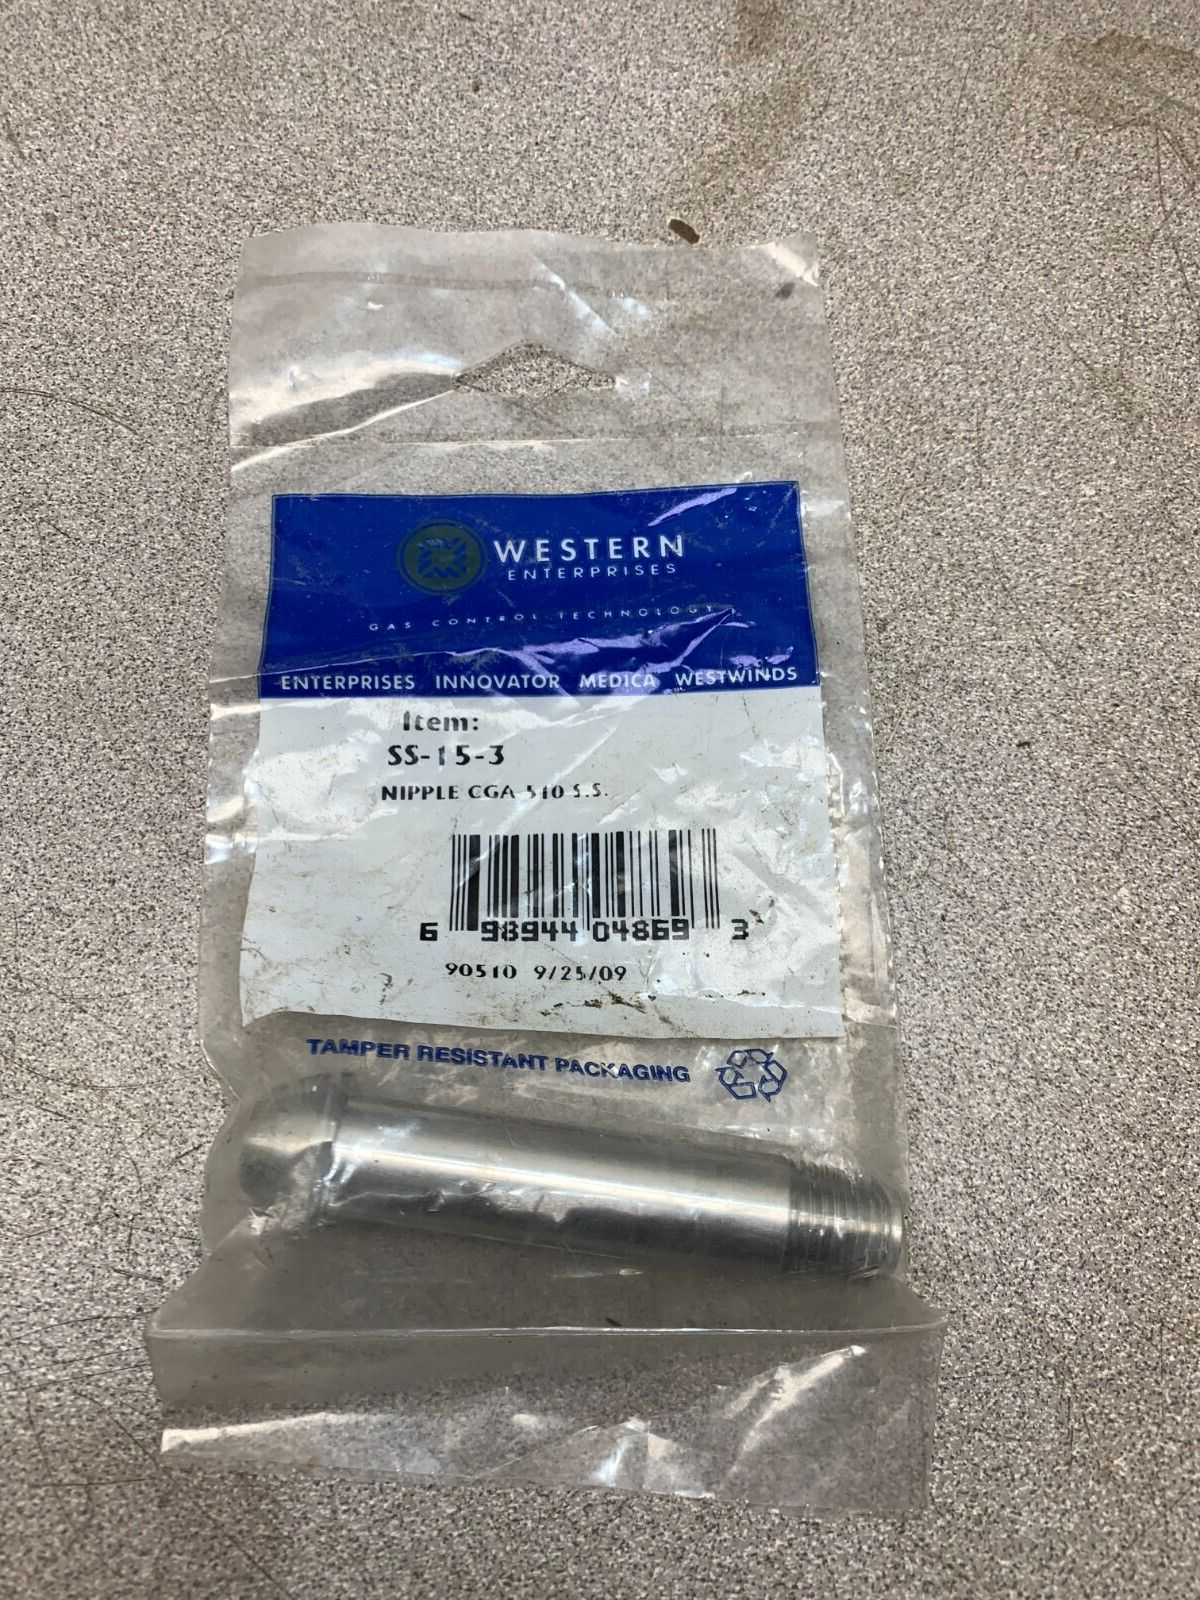 WESTERN
ENTERPRISES
GAS CONTROL TECHNOLOGY
ENTERPRISES INNOVATOR MEDICA WESTWINDS
Item:
SS-15-3
NIPPLE CGA 510 S.S.
6 98944 04869 3
90510 9/25/09
TAMPER RESISTANT PACKAGING